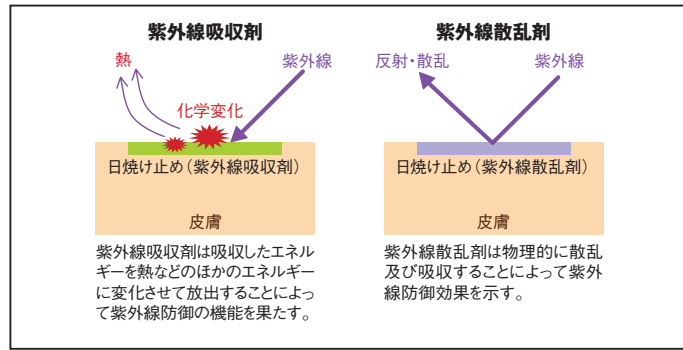 紫外線吸収剤
熱
紫外線
化学変化
日焼け止め（紫外線吸収剤）
皮膚
紫外線吸収剤は吸収したエネル
ギーを熱などのほかのエネルギー
に変化させて放出することによっ
て紫外線防御の機能を果たす。
紫外線散乱剤
反射・散乱
紫外線
日焼け止め（紫外線散乱剤）
皮膚
紫外線散乱剤は物理的に散乱
及び吸収することによって紫外
線防御効果を示す。